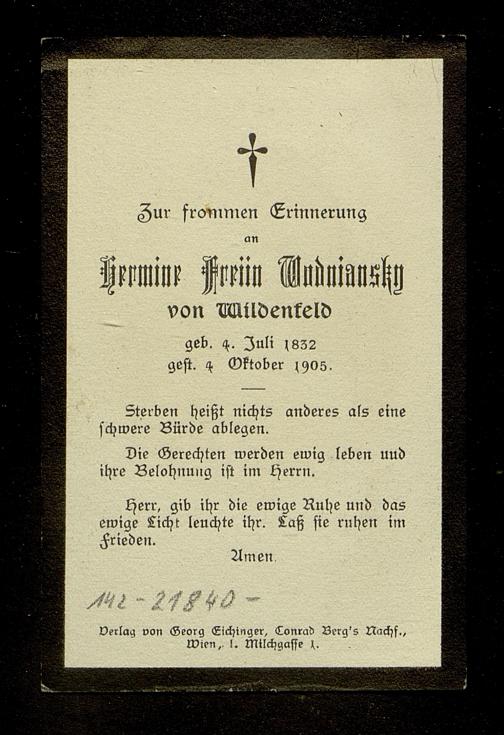 Zur frommen Erinnerung
an
Hermine Freiin Wodniansky
von Wildenfeld
geb. 4. Juli 1832
gest. 4 Oktober 1905.
Sterben heißt nichts anderes als eine
schwere Bürde ablegen.
Die Gerechten werden ewig leben und
ihre Belohnung ist im Herrn.
Herr, gib ihr die ewige Ruhe und das
ewige Licht leuchte ihr. Laß sie ruhen im
Frieden.
Amen
142-21840-
Verlag von Georg Eichinger, Conrad Berg's Nachf.,
Wien, 1. Milchgasse 1.